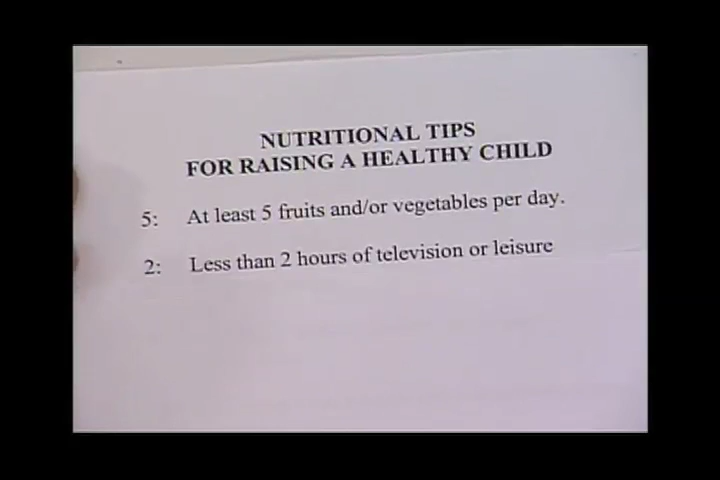 NUTRITIONAL TIPS
FOR RAISING A HEALTHY CHILD
5: At least 5 fruits and/or vegetables per day.
2: Less than 2 hours of television or leisure